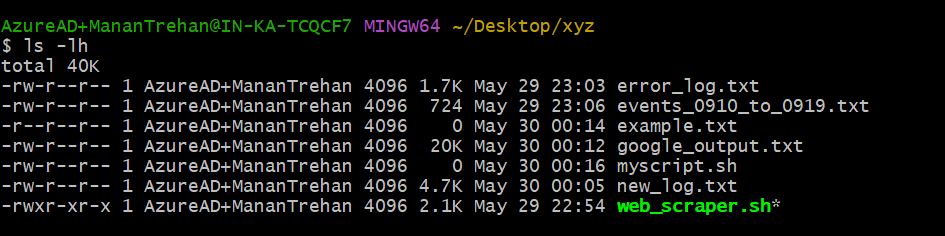 AzureAD+MananTrehan@IN-KA-TCQCF7 MINGW64 ~/Desktop/xyz
$ ls -lh
total 40K
-rw-r--r-- 1 AzureAD+MananTrehan 4096 1.7K May 29 23:03 error_log.txt
-rw-r--r-- 1 AzureAD+MananTrehan 4096  724 May 29 23:06 events_0910_to_0919.txt
-r--r--r-- 1 AzureAD+MananTrehan 4096    0 May 30 00:14 example.txt
-rw-r--r-- 1 AzureAD+MananTrehan 4096  20K May 30 00:12 google_output.txt
-rw-r--r-- 1 AzureAD+MananTrehan 4096    0 May 30 00:16 myscript.sh
-rw-r--r-- 1 AzureAD+MananTrehan 4096 4.7K May 30 00:05 new_log.txt
-rwxr-xr-x 1 AzureAD+MananTrehan 4096 2.1K May 29 22:54 web_scraper.sh*